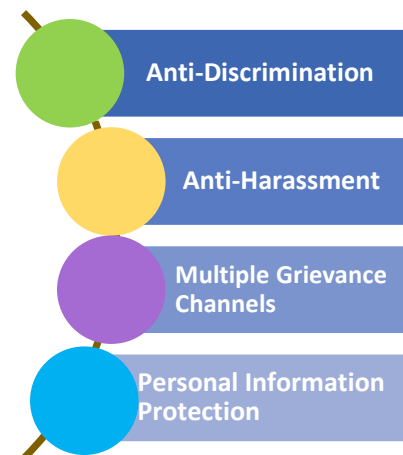 Anti-Discrimination
Anti-Harassment
Multiple Grievance
Channels
Personal Information
Protection